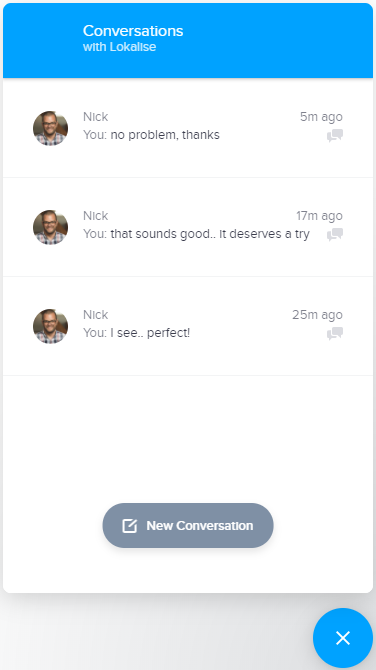 Conversations
with Lokalise
Nick 5m ago
You: no problem, thanks
Nick 17m ago
You: that sounds good.. it deserves a try
Nick 25m ago
You: I see.. perfect!
New Conversation